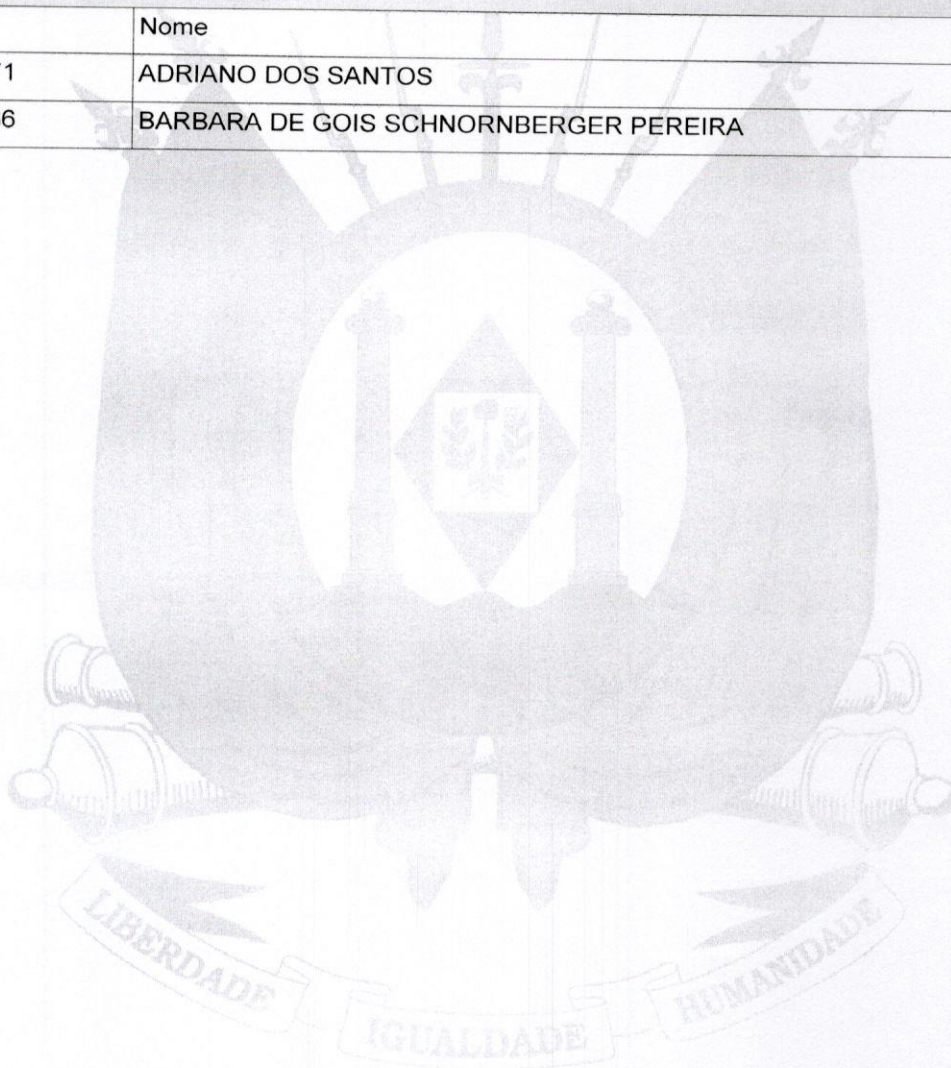 Nome
71 ADRIANO DOS SANTOS
6 BARBARA DE GOIS SCHNORNBERGER PEREIRA
LIBERDADE
IGUALDADE
HUMANIDADE